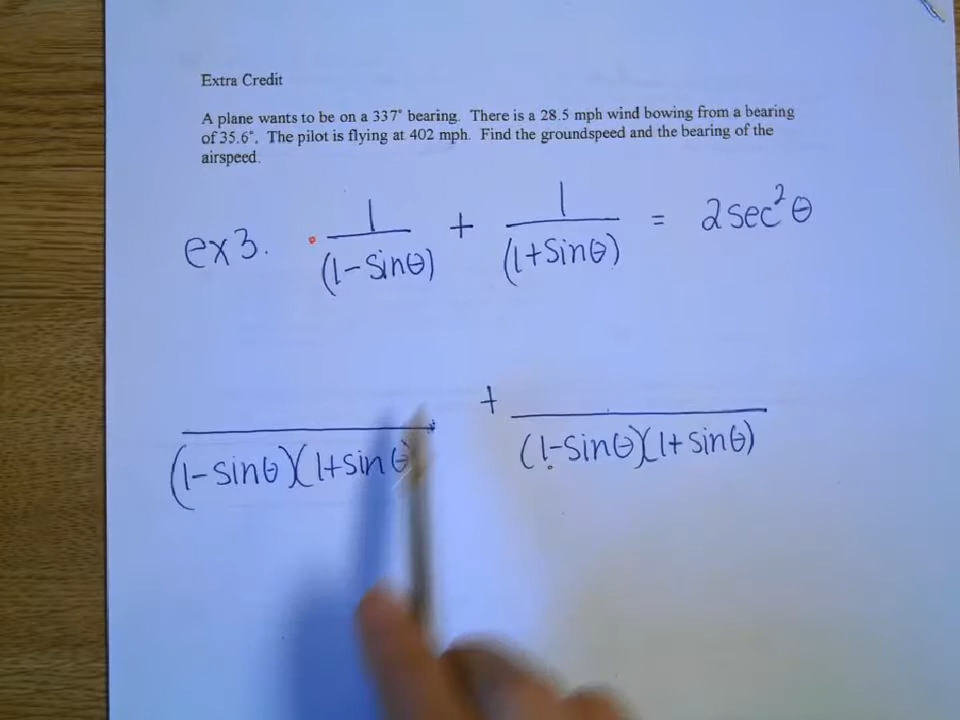 Extra Credit
A plane wants to be on a 337° bearing. There is a 28.5 mph wind bowing from a bearing
of 35.6°. The pilot is flying at 402 mph. Find the groundspeed and the bearing of the
airspeed.
ex3. 1/(1-sinθ) + 1/(1+sinθ) = 2sec²θ
/(1-sinθ)(1+sinθ) + /(1-sinθ)(1+sinθ)